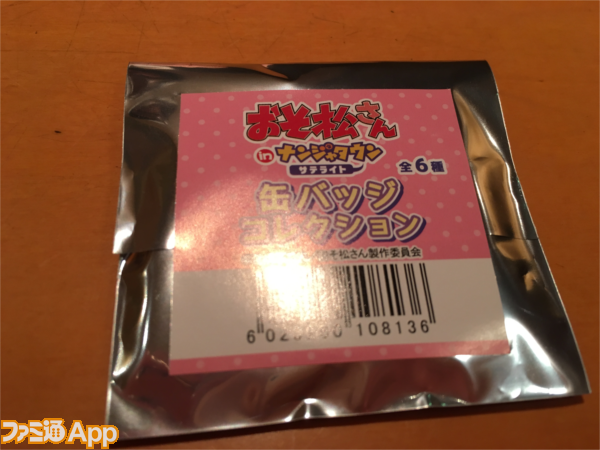 おそ松さん
in ナンジャタウン
サテライト
全6種
缶バッジ
コレクション
松さん製作委員会
108136
ファミ通App